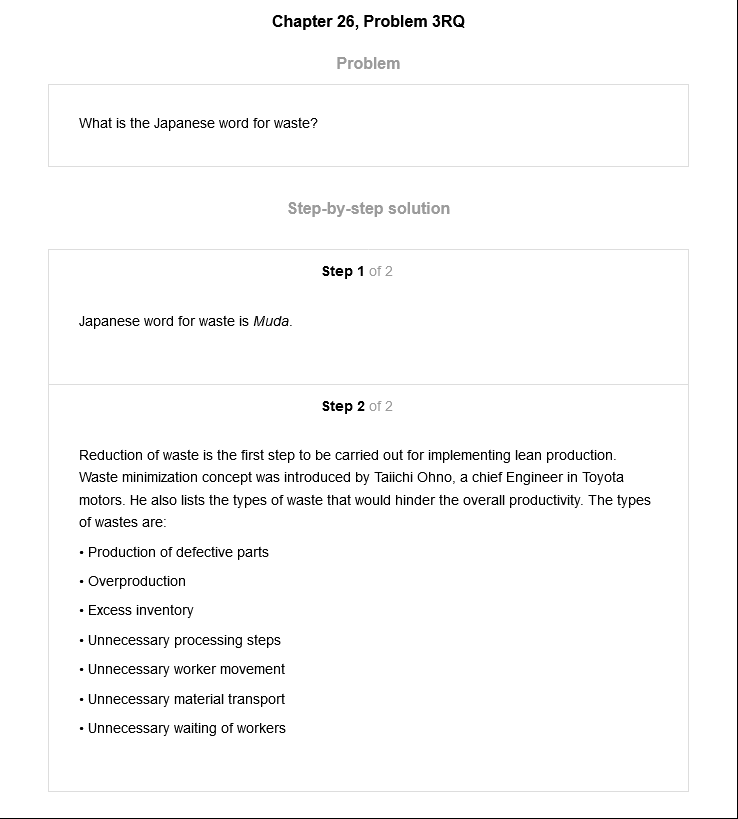 Chapter 26, Problem 3RQ
Problem
What is the Japanese word for waste?
Step-by-step solution
Step 1 of 2
Japanese word for waste is Muda.
Step 2 of 2
Reduction of waste is the first step to be carried out for implementing lean production.
Waste minimization concept was introduced by Taiichi Ohno, a chief Engineer in Toyota
motors. He also lists the types of waste that would hinder the overall productivity. The types
of wastes are:
• Production of defective parts
• Overproduction
• Excess inventory
• Unnecessary processing steps
• Unnecessary worker movement
• Unnecessary material transport
• Unnecessary waiting of workers